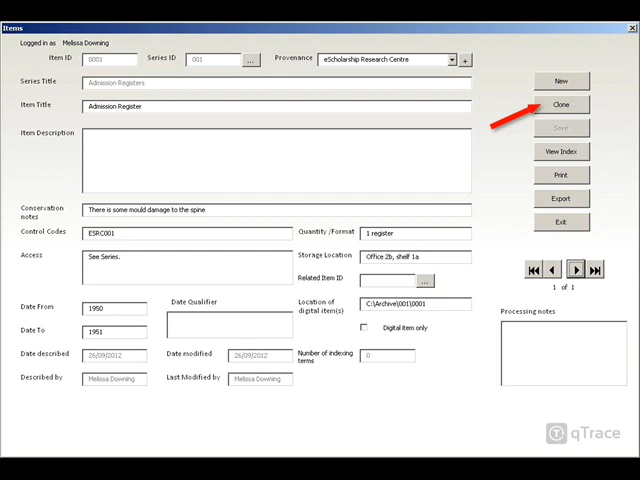 Items
Logged in as Melissa Downing
Item ID 0001 Series ID 001 ... Provenance eScholarship Research Centre +
Series Title Admission Registers
Item Title Admission Register
Item Description
Conservation notes There is some mould damage to the spine
Control Codes ESRC001 Quantity /Format 1 register
Access See Series. Storage Location Office 2b, shelf 1a
Related Item ID ...
Date From 1950 Date Qualifier Location of digital item(s) C:\Archive\001\0001
Date To 1951 Digital item only
Date described 26/09/2012 Date modified 26/09/2012 Number of indexing terms 0
Described by Melissa Downing Last Modified by Melissa Downing
New
Clone
Save
View Index
Print
Export
Exit
1 of 1
Processing notes
qTrace